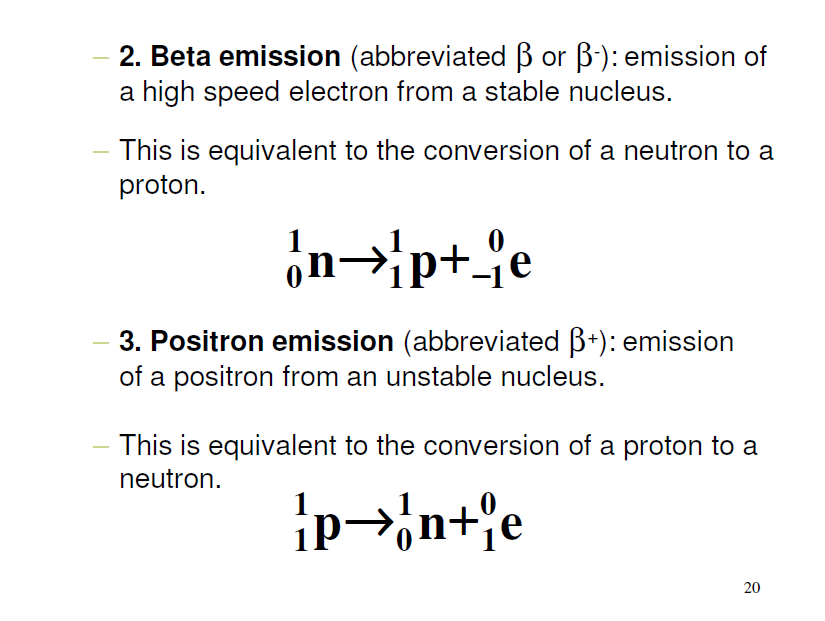 – 2. Beta emission (abbreviated β or β⁻): emission of
a high speed electron from a stable nucleus.
– This is equivalent to the conversion of a neutron to a
proton.
¹₀n→¹₁p+⁰₋₁e
– 3. Positron emission (abbreviated β⁺): emission
of a positron from an unstable nucleus.
– This is equivalent to the conversion of a proton to a
neutron.
¹₁p→¹₀n+⁰₁e
20